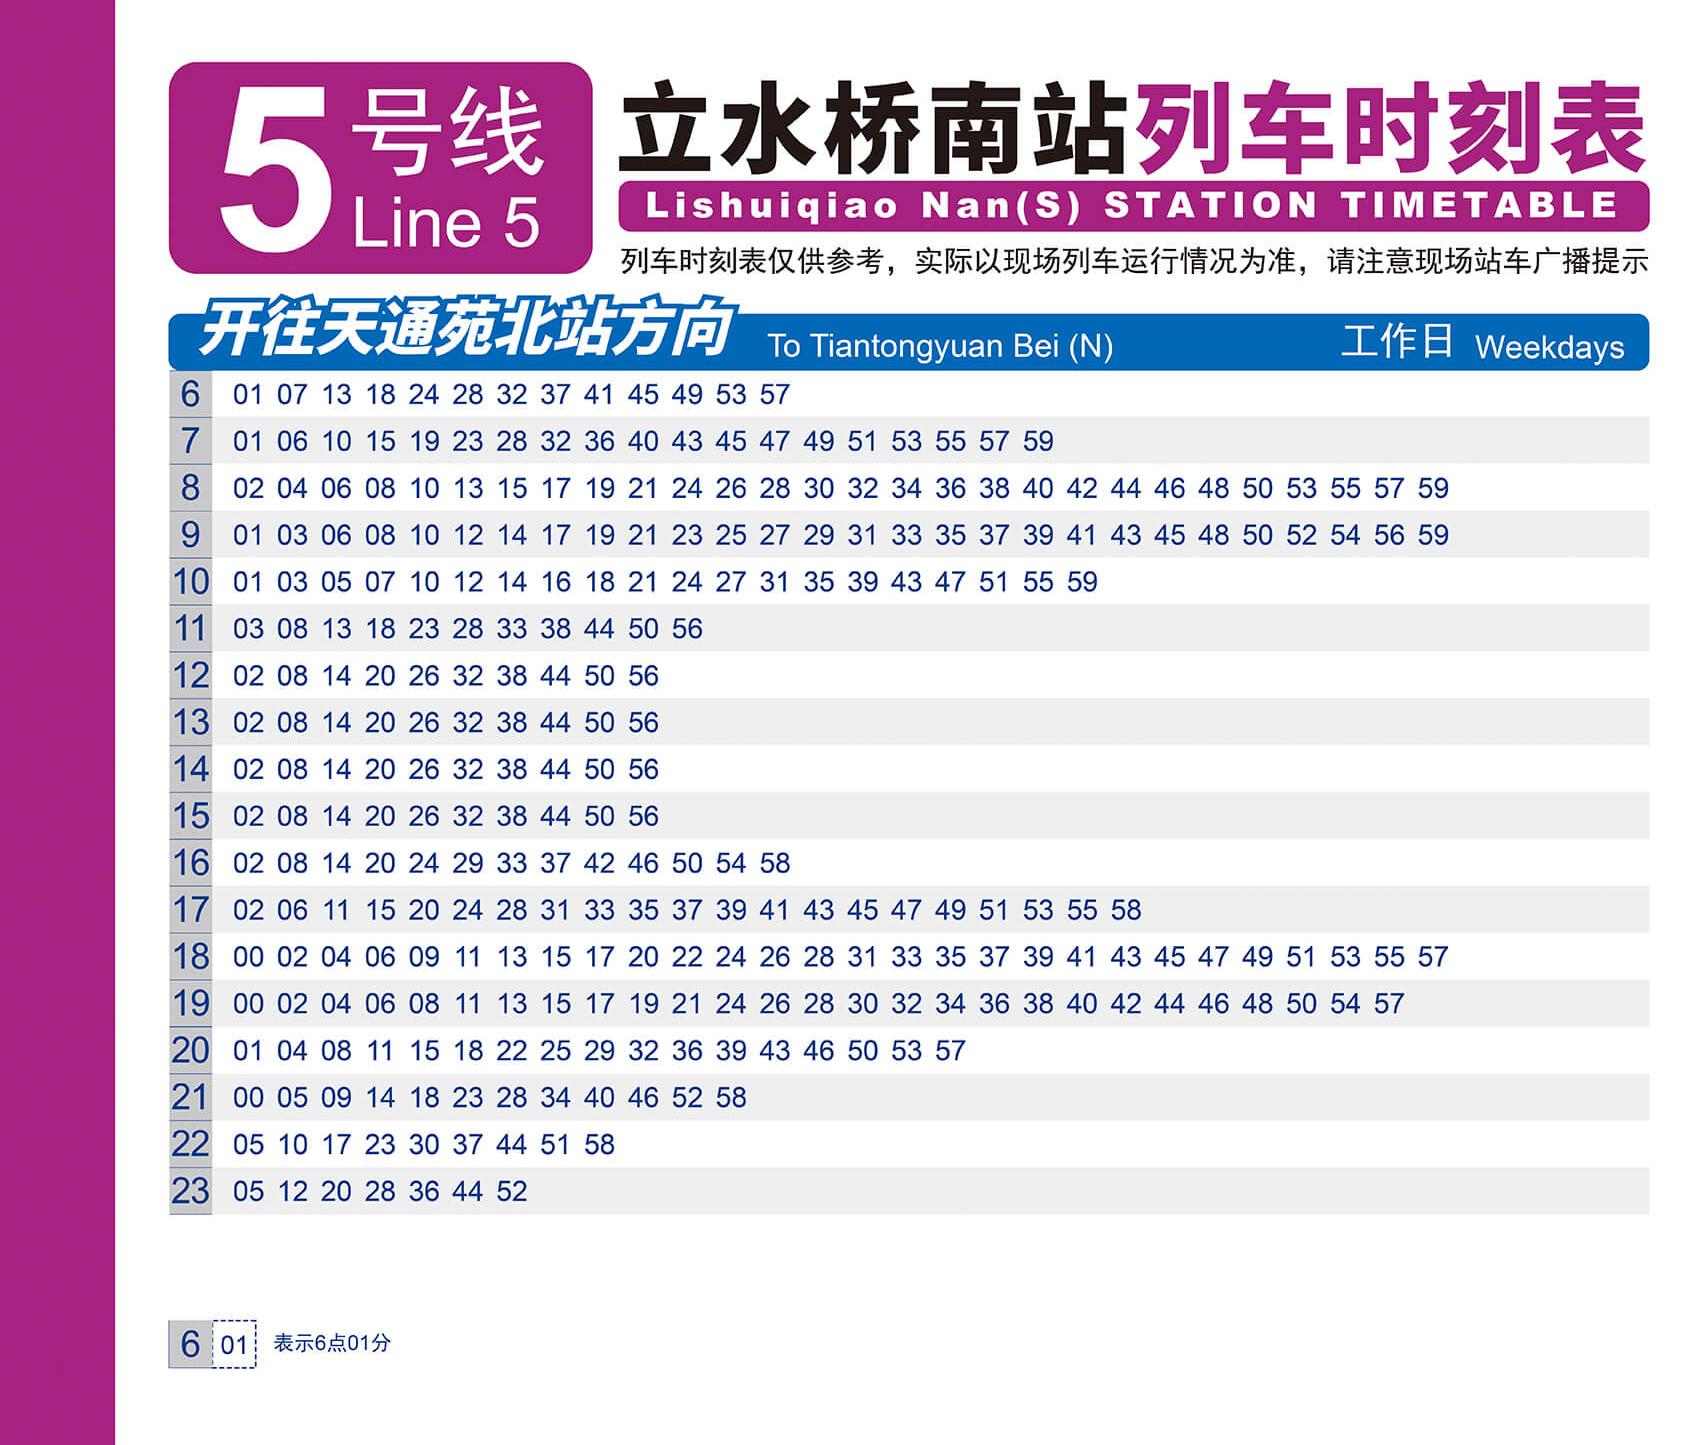 5号线
Line 5
立水桥南站列车时刻表
Lishuiqiao Nan(S) STATION TIMETABLE
列车时刻表仅供参考，实际以现场列车运行情况为准，请注意现场站车广播提示
开往天通苑北站方向 To Tiantongyuan Bei (N) 工作日 Weekdays
6 01 07 13 18 24 28 32 37 41 45 49 53 57
7 01 06 10 15 19 23 28 32 36 40 43 45 47 49 51 53 55 57 59
8 02 04 06 08 10 13 15 17 19 21 24 26 28 30 32 34 36 38 40 42 44 46 48 50 53 55 57 59
9 01 03 06 08 10 12 14 17 19 21 23 25 27 29 31 33 35 37 39 41 43 45 48 50 52 54 56 59
10 01 03 05 07 10 12 14 16 18 21 24 27 31 35 39 43 47 51 55 59
11 03 08 13 18 23 28 33 38 44 50 56
12 02 08 14 20 26 32 38 44 50 56
13 02 08 14 20 26 32 38 44 50 56
14 02 08 14 20 26 32 38 44 50 56
15 02 08 14 20 26 32 38 44 50 56
16 02 08 14 20 24 29 33 37 42 46 50 54 58
17 02 06 11 15 20 24 28 31 33 35 37 39 41 43 45 47 49 51 53 55 58
18 00 02 04 06 09 11 13 15 17 20 22 24 26 28 31 33 35 37 39 41 43 45 47 49 51 53 55 57
19 00 02 04 06 08 11 13 15 17 19 21 24 26 28 30 32 34 36 38 40 42 44 46 48 50 54 57
20 01 04 08 11 15 18 22 25 29 32 36 39 43 46 50 53 57
21 00 05 09 14 18 23 28 34 40 46 52 58
22 05 10 17 23 30 37 44 51 58
23 05 12 20 28 36 44 52
6 01 表示6点01分